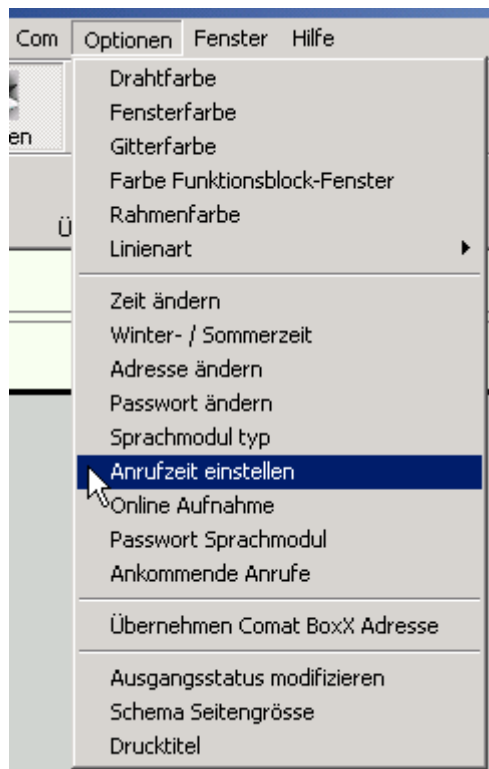 Com Optionen Fenster Hilfe
Drahtfarbe
en
Fensterfarbe
Gitterfarbe
Farbe Funktionsblock-Fenster
Rahmenfarbe
Ü
Linienart
Zeit ändern
Winter- / Sommerzeit
Adresse ändern
Passwort ändern
Sprachmodul typ
Anrufzeit einstellen
Online Aufnahme
Passwort Sprachmodul
Ankommende Anrufe
Übernehmen Comat BoxX Adresse
Ausgangsstatus modifizieren
Schema Seitengrösse
Drucktitel